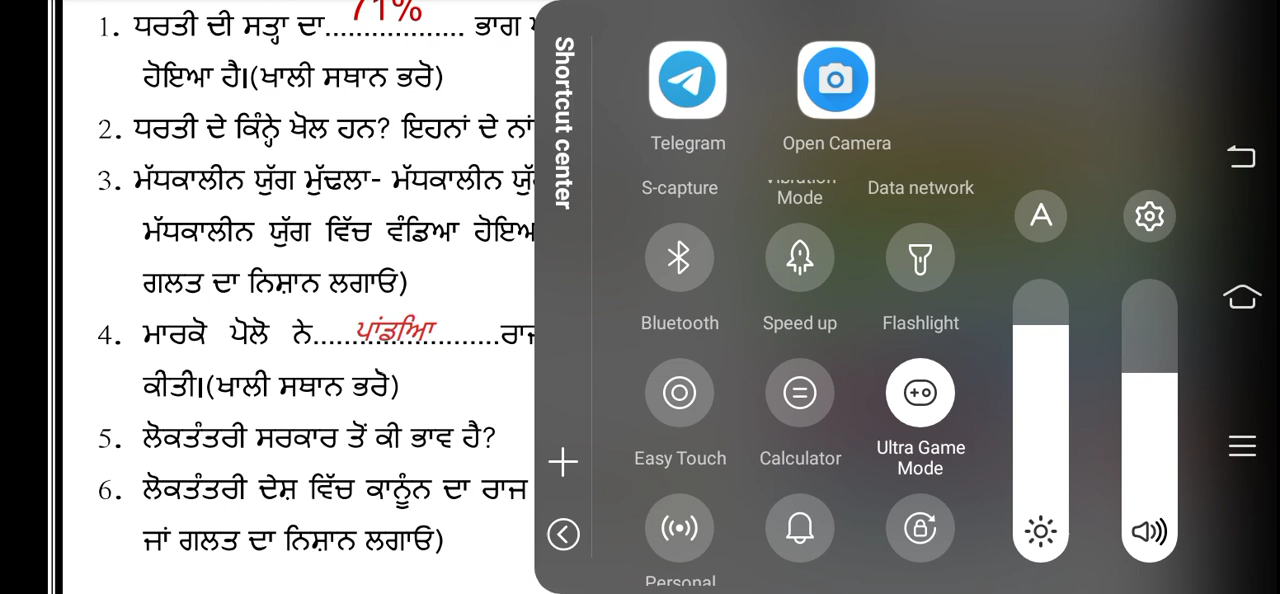 71%
1. ਧਰਤੀ ਦੀ ਸਤ੍ਹਾ ਦਾ.................. ਭਾਗ
ਹੋਇਆ ਹੈ।(ਖਾਲੀ ਸਥਾਨ ਭਰੋ)
2. ਧਰਤੀ ਦੇ ਕਿੰਨ੍ਹੇ ਖੋਲ ਹਨ? ਇਹਨਾਂ ਦੇ ਨਾਂ
3. ਮੱਧਕਾਲੀਨ ਯੁੱਗ ਮੁੱਢਲਾ- ਮੱਧਕਾਲੀਨ
ਮੱਧਕਾਲੀਨ ਯੁੱਗ ਵਿੱਚ ਵੰਡਿਆ
ਗਲਤ ਦਾ ਨਿਸ਼ਾਨ ਲਗਾਓ)
4. ਮਾਰਕੋ ਪੋਲੋ ਨੇ......ਪਾਂਡਯਿਆ......
ਕੀਤੀ।(ਖਾਲੀ ਸਥਾਨ ਭਰੋ)
5. ਲੋਕਤੰਤਰੀ ਸਰਕਾਰ ਤੋਂ ਕੀ ਭਾਵ ਹੈ?
6. ਲੋਕਤੰਤਰੀ ਦੇਸ਼ ਵਿੱਚ ਕਾਨੂੰਨ ਦਾ ਰਾਜ
ਜਾਂ ਗਲਤ ਦਾ ਨਿਸ਼ਾਨ ਲਗਾਓ)
Shortcut center
Telegram Open Camera
S-capture Vibration Mode Data network
A
Bluetooth Speed up Flashlight
Easy Touch Calculator Ultra Game Mode
Personal